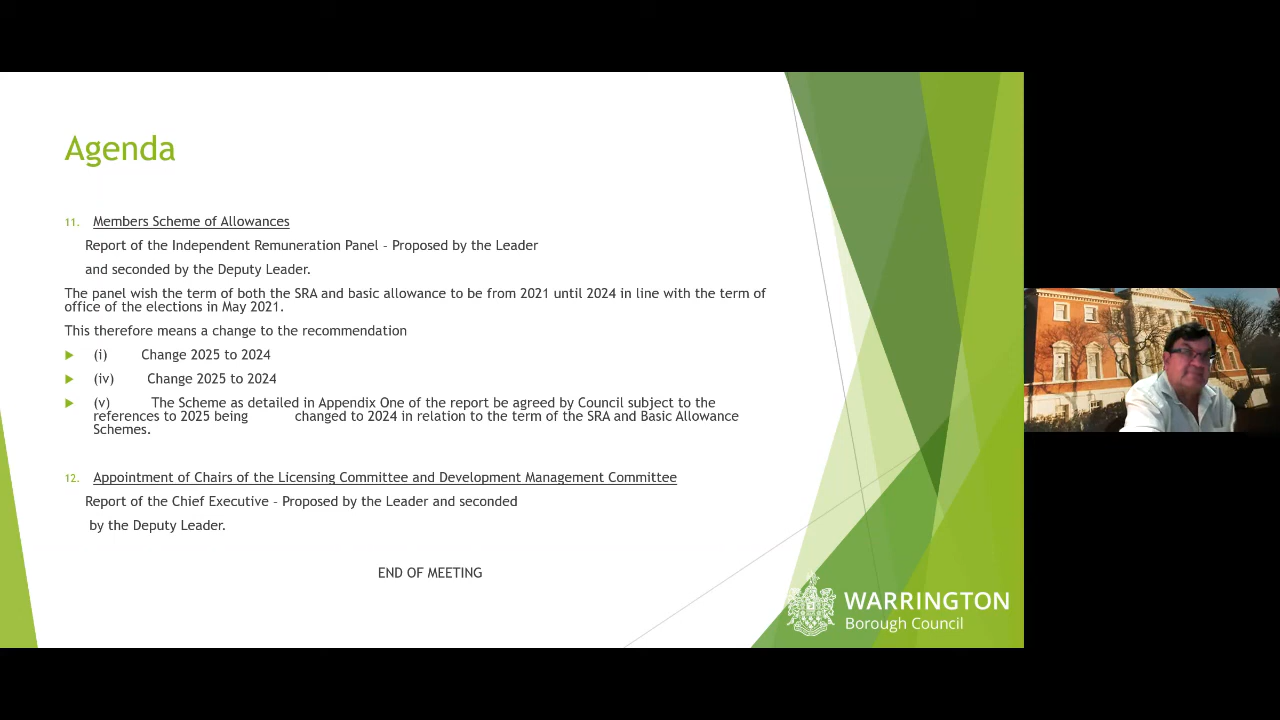 Agenda
11. Members Scheme of Allowances
Report of the Independent Remuneration Panel – Proposed by the Leader
and seconded by the Deputy Leader.
The panel wish the term of both the SRA and basic allowance to be from 2021 until 2024 in line with the term of
office of the elections in May 2021.
This therefore means a change to the recommendation
(i) Change 2025 to 2024
(iv) Change 2025 to 2024
(v) The Scheme as detailed in Appendix One of the report be agreed by Council subject to the
references to 2025 being changed to 2024 in relation to the term of the SRA and Basic Allowance
Schemes.
12. Appointment of Chairs of the Licensing Committee and Development Management Committee
Report of the Chief Executive – Proposed by the Leader and seconded
by the Deputy Leader.
END OF MEETING
WARRINGTON
Borough Council